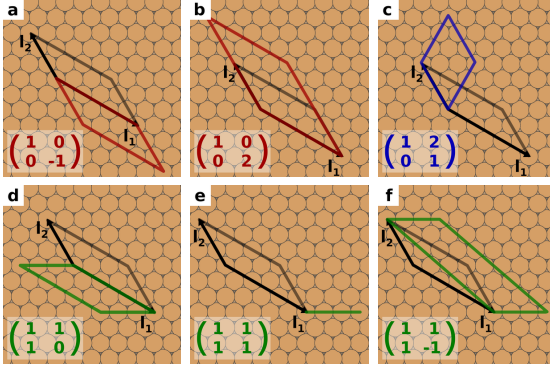 a
l₂
l₁
( 1 0
0 -1 )
b
l₂
l₁
( 1 0
0 2 )
c
l₂
l₁
( 1 2
0 1 )
d
l₂
l₁
( 1 1
1 0 )
e
l₂
l₁
( 1 1
1 1 )
f
l₂
l₁
( 1 1
1 -1 )